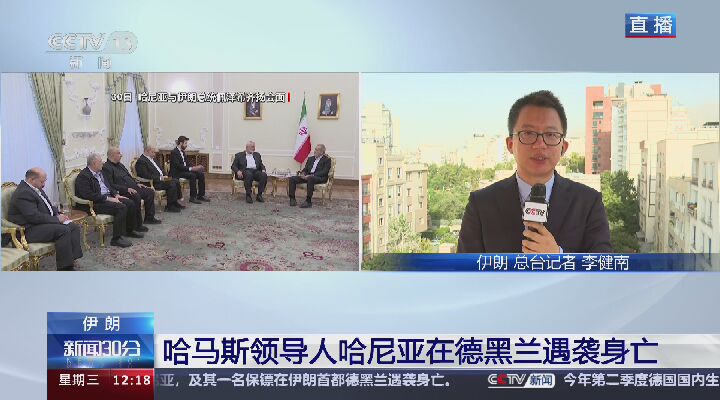 CCTV 13
新 闻
直播
30日 哈尼亚与伊朗总统佩泽希齐扬会面
CCTV
伊朗 总台记者 李健南
伊 朗
新闻30分
哈马斯领导人哈尼亚在德黑兰遇袭身亡
星期三 12:18
亚，及其一名保镖在伊朗首都德黑兰遇袭身亡。 CCTV 新闻 今年第二季度德国国内生